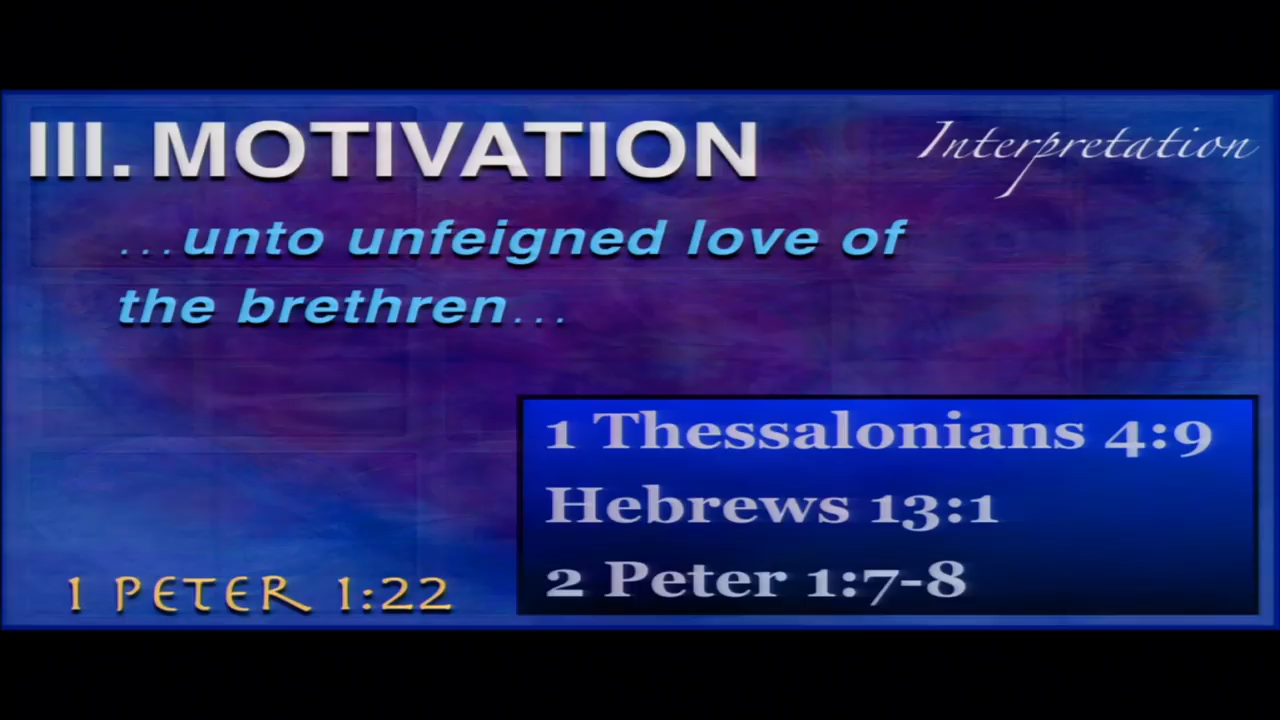 III. MOTIVATION
Interpretation
...unto unfeigned love of
the brethren...
1 Thessalonians 4:9
Hebrews 13:1
2 Peter 1:7-8
1 PETER 1:22